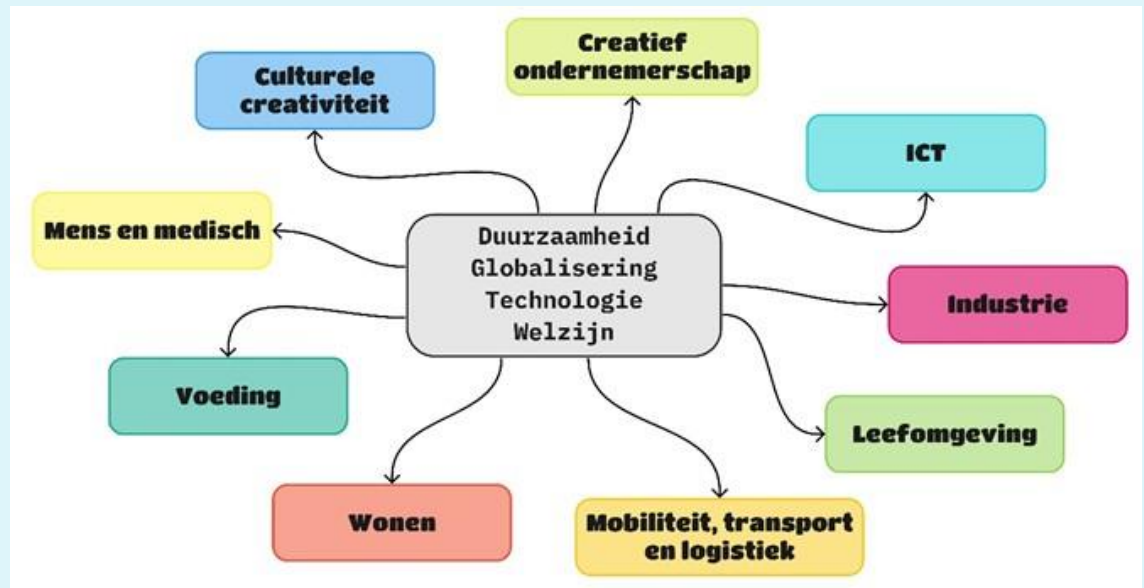 Creatief
ondernemerschap
Culturele
creativiteit
ICT
Mens en medisch
Duurzaamheid
Globalisering
Technologie
Welzijn
Industrie
Voeding
Leefomgeving
Wonen
Mobiliteit, transport
en logistiek